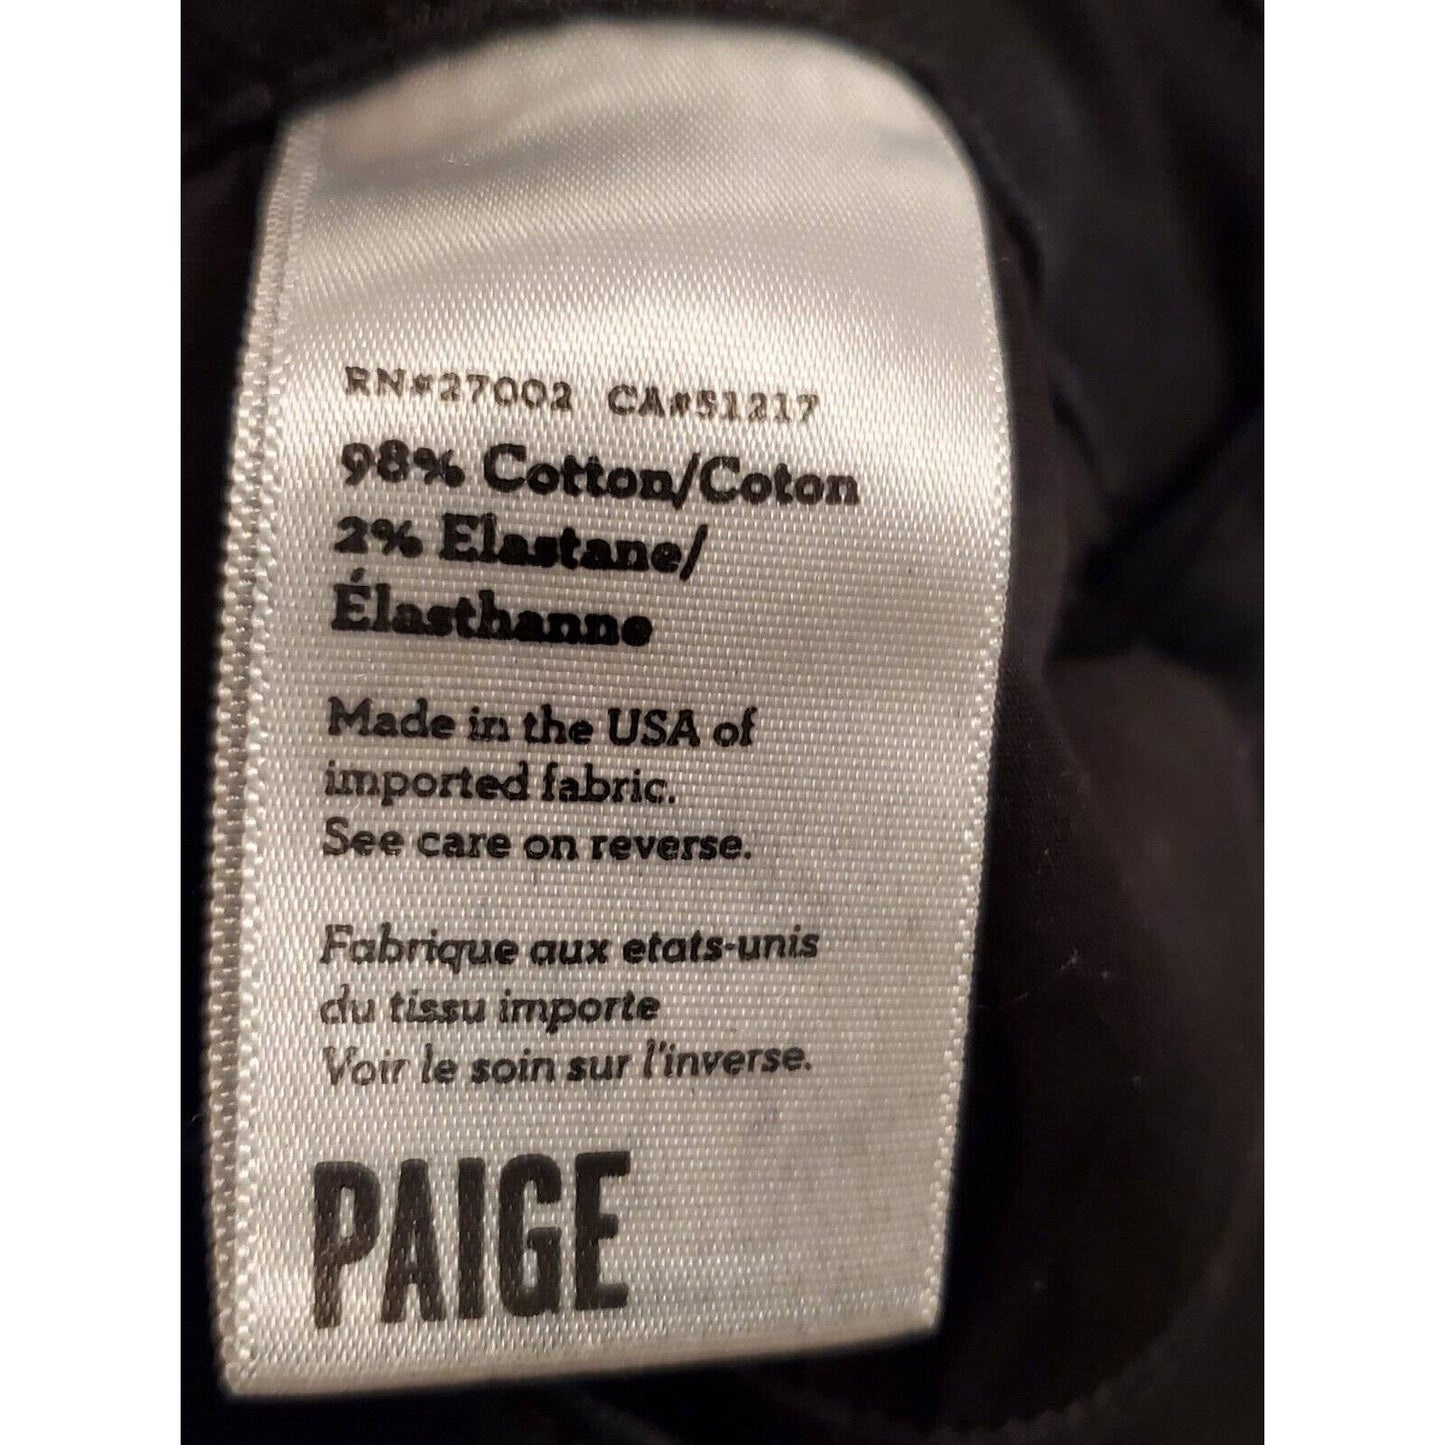 RN#27002 CA#51217
98% Cotton/Coton
2% Elastane/
Élasthanne
Made in the USA of
imported fabric.
See care on reverse.
Fabrique aux etats-unis
du tissu importe
Voir le soin sur l'inverse.
PAIGE